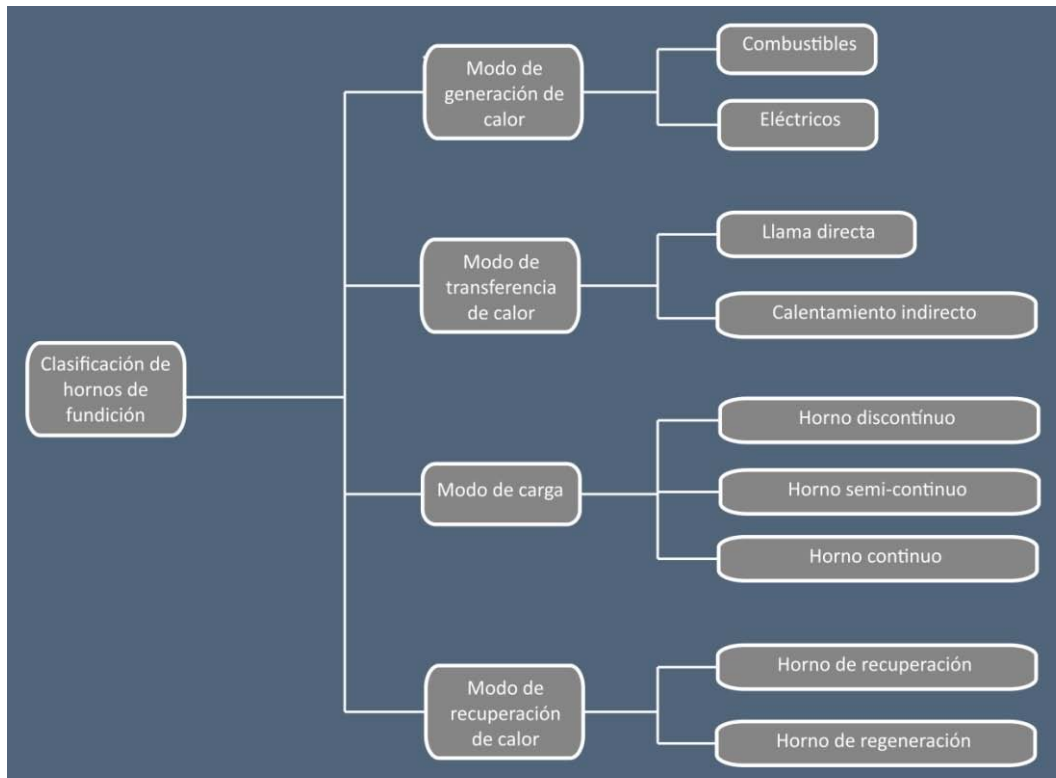 Clasificación de
hornos de
fundición
Modo de
generación de
calor
Combustibles
Eléctricos
Modo de
transferencia
de calor
Llama directa
Calentamiento indirecto
Modo de carga
Horno discontínuo
Horno semi-continuo
Horno continuo
Modo de
recuperación
de calor
Horno de recuperación
Horno de regeneración